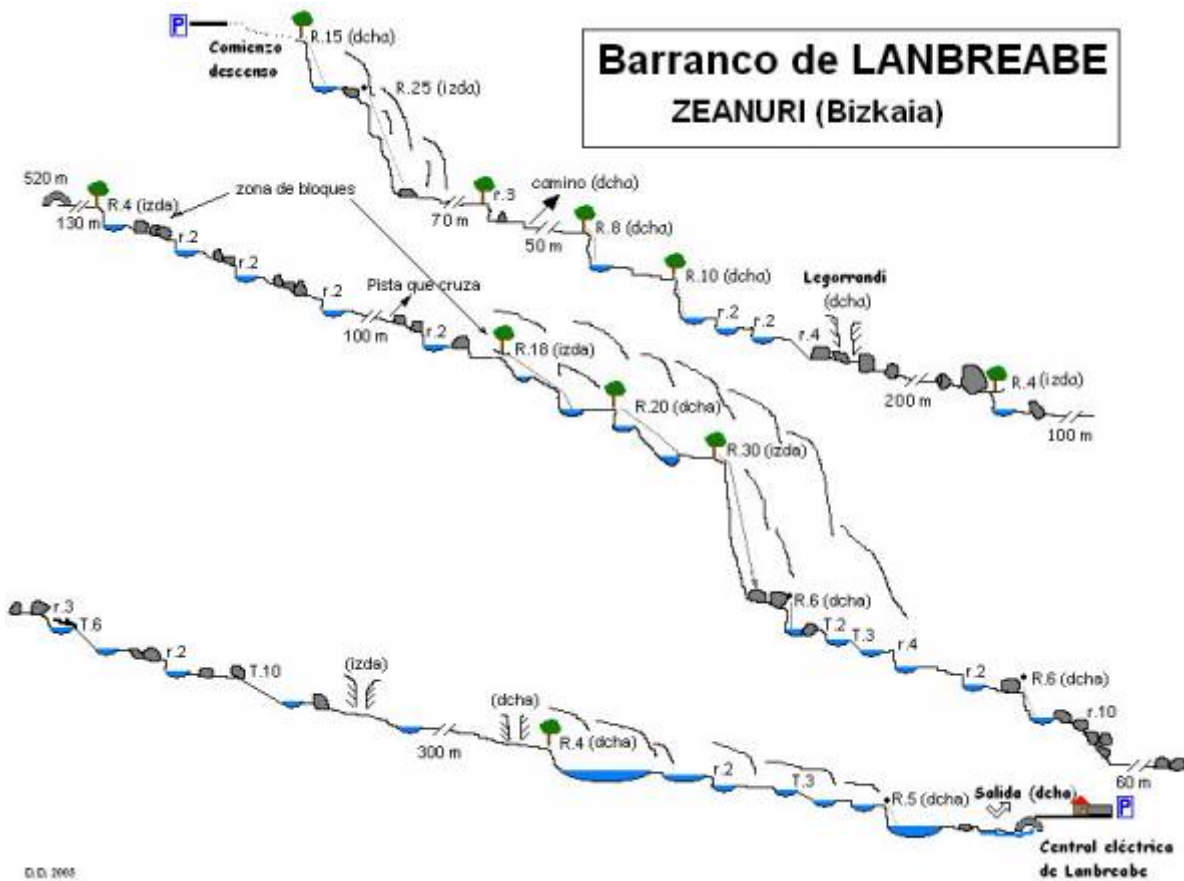 P
Comienzo
descenso
R.15 (dcha)
R.25 (izda)
Barranco de LANBREABE
ZEANURI (Bizkaia)
70 m
r.3
camino (dcha)
50 m
R.8 (dcha)
R.10 (dcha)
r.2
r.2
r.4
Legorrandi
(dcha)
200 m
R.4 (izda)
100 m
520 m
130 m
R.4 (izda)
zona de bloques
r.2
r.2
r.2
100 m
Pista que cruza
r.2
R.18 (izda)
R.20 (dcha)
R.30 (izda)
R.6 (dcha)
T.2
T.3
r.4
r.2
R.6 (dcha)
r.10
60 m
r.3
T.6
r.2
T.10
(izda)
300 m
(dcha)
R.4 (dcha)
r.2
T.3
R.5 (dcha)
Salida (dcha)
P
Central eléctrica
de Lanbreabe
D.D. 2005